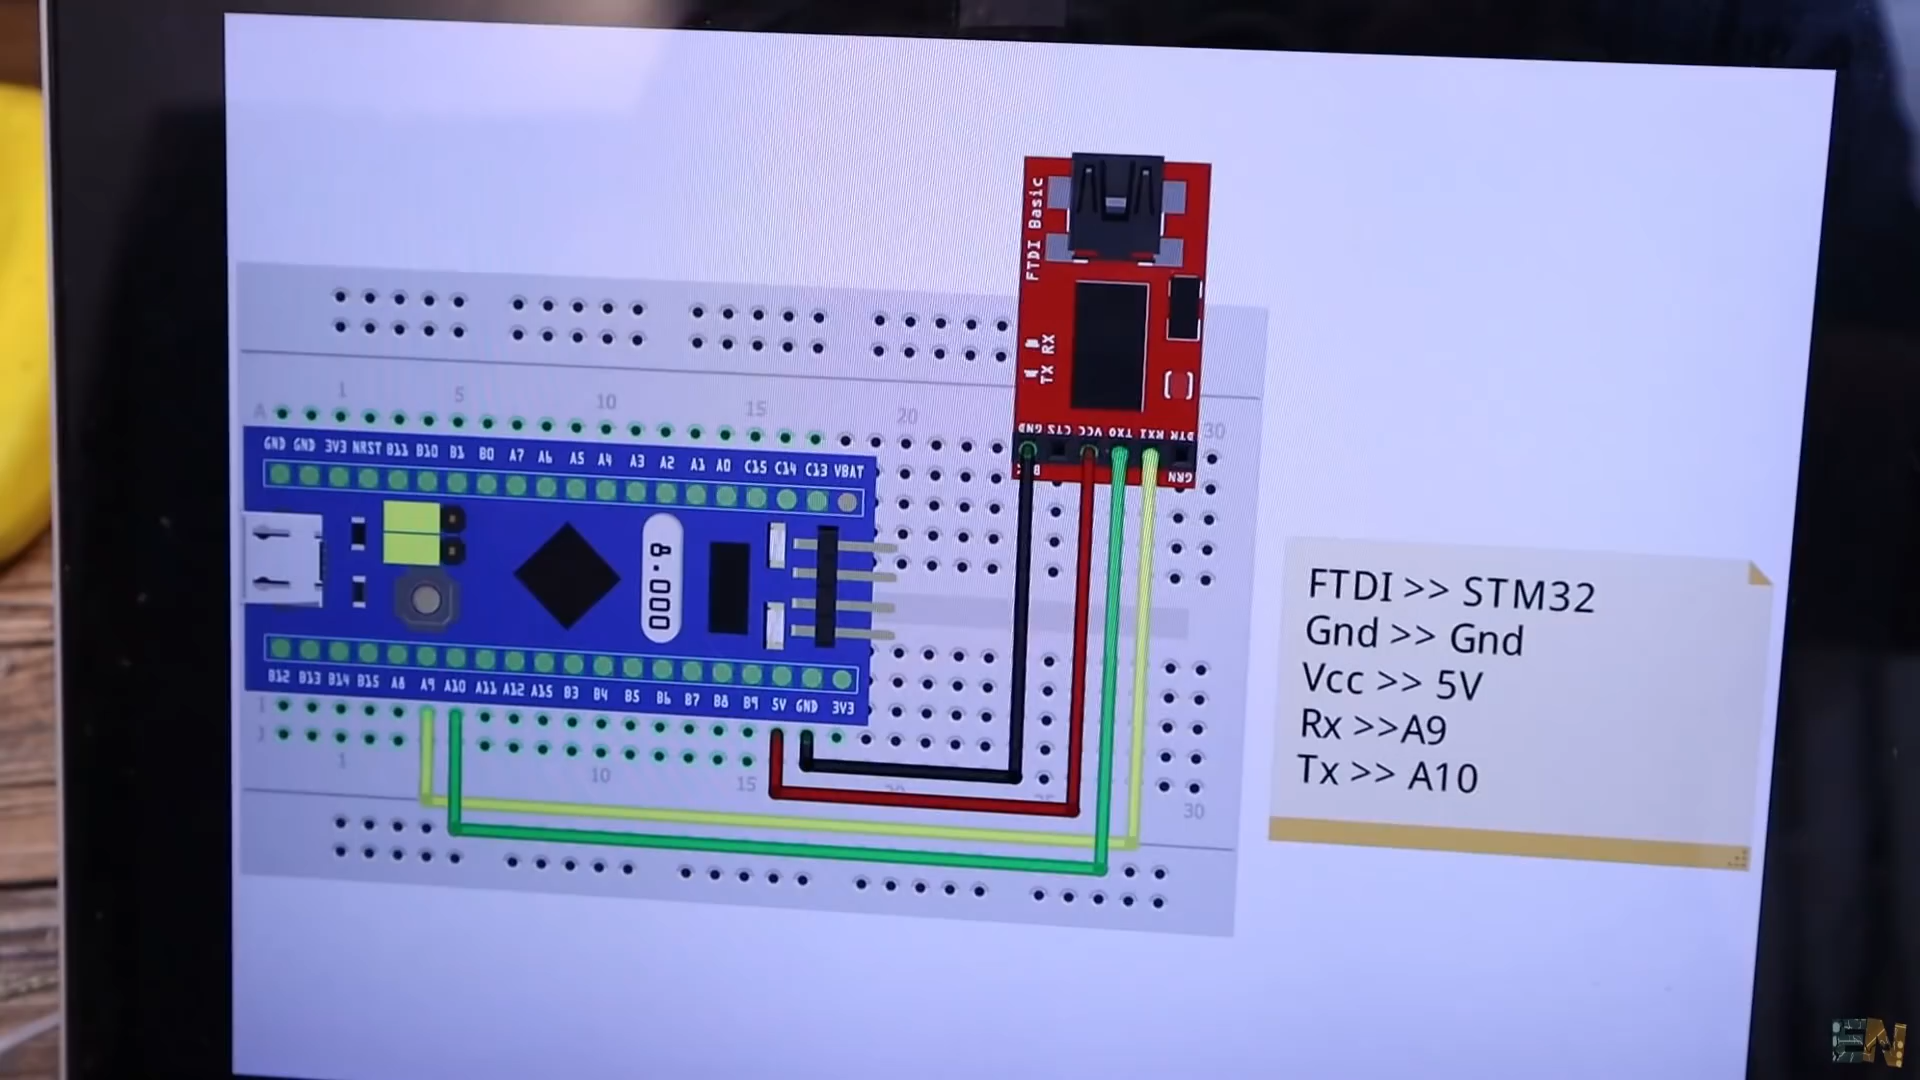 FTDI Basic
TX RX
GND CTS VCC TXO RXI DTR
GRN
1 5 10 15 20 30
A
GND GND 3V3 NRST B11 B10 B1 B0 A7 A6 A5 A4 A3 A2 A1 A0 C15 C14 C13 VBAT
8.000
B12 B13 B14 B15 A8 A9 A10 A11 A12 A15 B3 B4 B5 B6 B7 B8 B9 5V GND 3V3
I
J
1 10 15 30
FTDI >> STM32
Gnd >> Gnd
Vcc >> 5V
Rx >>A9
Tx >> A10
EN